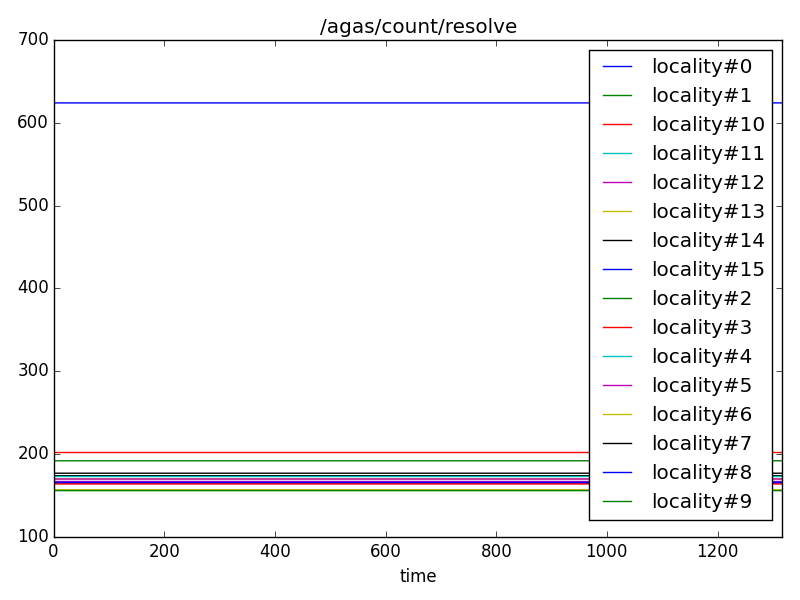 /agas/count/resolve
700
600
500
400
300
200
100
0
200
400
600
800
1000
1200
time
locality#0
locality#1
locality#10
locality#11
locality#12
locality#13
locality#14
locality#15
locality#2
locality#3
locality#4
locality#5
locality#6
locality#7
locality#8
locality#9